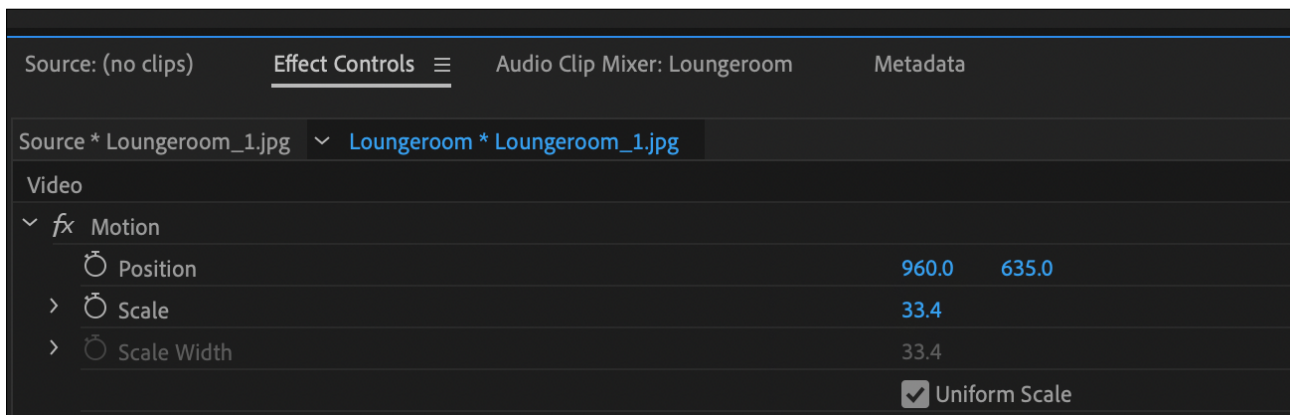 Source: (no clips) Effect Controls Audio Clip Mixer: Loungeroom Metadata
Source * Loungeroom_1.jpg Loungeroom * Loungeroom_1.jpg
Video
fx Motion
Position 960.0 635.0
Scale 33.4
Scale Width 33.4
Uniform Scale